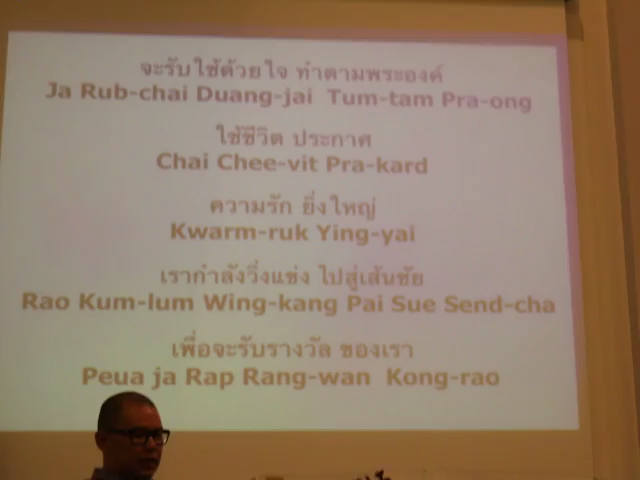 จะรับใช้ด้วยใจ ทำตามพระองค์
Ja Rub-chai Duang-jai Tum-tam Pra-ong
ใช้ชีวิต ประกาศ
Chai Chee-vit Pra-kard
ความรัก ยิ่งใหญ่
Kwarm-ruk Ying-yai
เรากำลังวิ่งแข่ง ไปสู่เส้นชัย
Rao Kum-lum Wing-kang Pai Sue Send-cha
เพื่อจะรับรางวัล ของเรา
Peua ja Rap Rang-wan Kong-rao